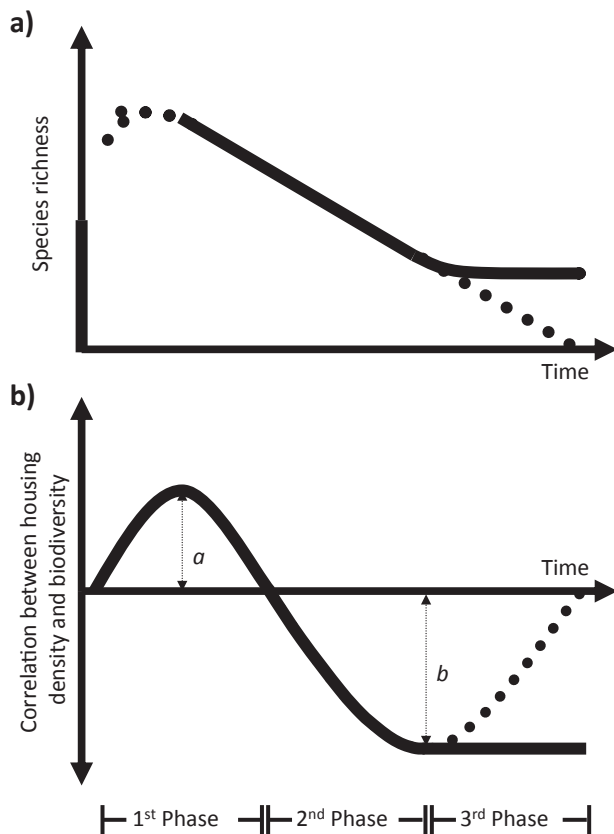 a)
Species richness
Time
b)
Correlation between housing
density and biodiversity
a
Time
b
1st Phase
2nd Phase
3rd Phase